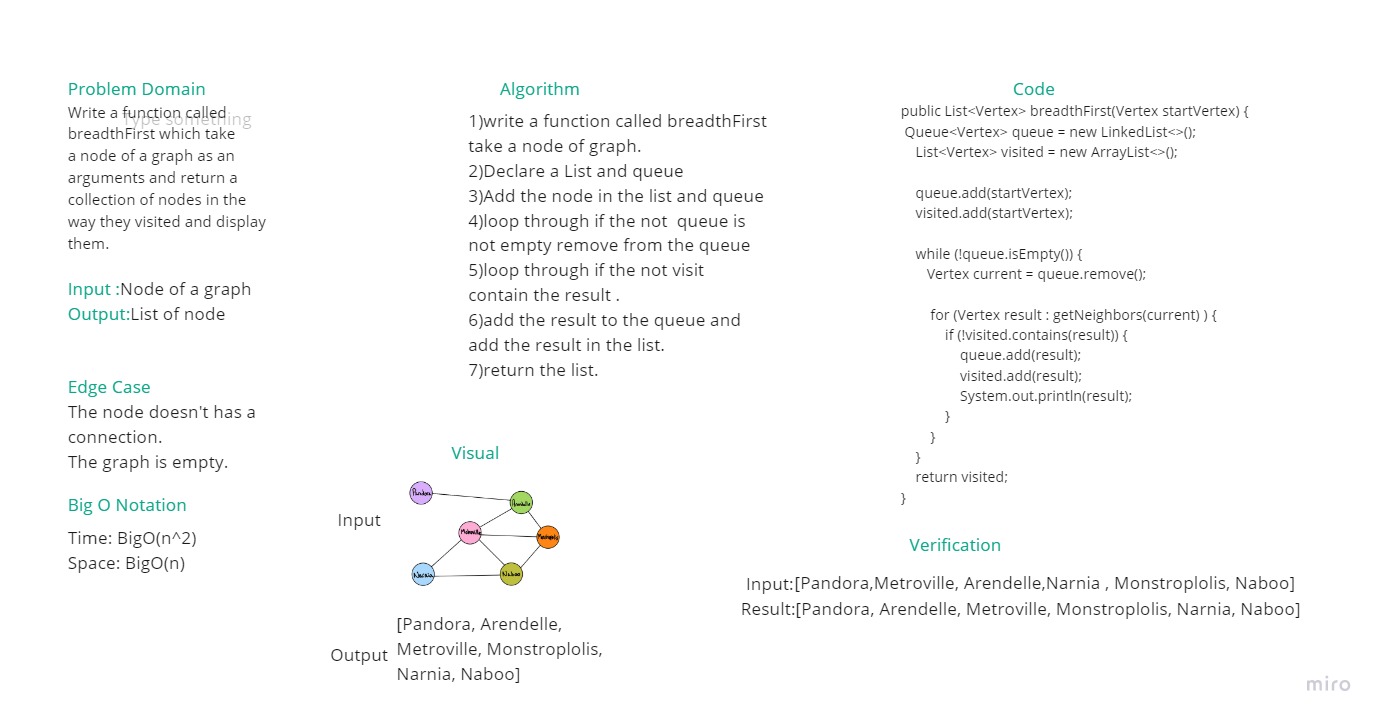 Problem Domain
Type something
Write a function called
breadthFirst which take
a node of a graph as an
arguments and return a
collection of nodes in the
way they visited and display
them.
Input :Node of a graph
Output:List of node
Edge Case
The node doesn't has a
connection.
The graph is empty.
Big O Notation
Time: BigO(n^2)
Space: BigO(n)
Algorithm
1)write a function called breadthFirst
take a node of graph.
2)Declare a List and queue
3)Add the node in the list and queue
4)loop through if the not  queue is
not empty remove from the queue
5)loop through if the not visit
contain the result .
6)add the result to the queue and
add the result in the list.
7)return the list.
Visual
Input
Pandora
Arendelle
Metroville
Narnia
Naboo
Output
[Pandora, Arendelle,
Metroville, Monstroplolis,
Narnia, Naboo]
Code
public List<Vertex> breadthFirst(Vertex startVertex) {
Queue<Vertex> queue = new LinkedList<>();
List<Vertex> visited = new ArrayList<>();
queue.add(startVertex);
visited.add(startVertex);
while (!queue.isEmpty()) {
Vertex current = queue.remove();
for (Vertex result : getNeighbors(current) ) {
if (!visited.contains(result)) {
queue.add(result);
visited.add(result);
System.out.println(result);
}
}
}
return visited;
}
Verification
Input:[Pandora,Metroville, Arendelle,Narnia , Monstroplolis, Naboo]
Result:[Pandora, Arendelle, Metroville, Monstroplolis, Narnia, Naboo]
miro